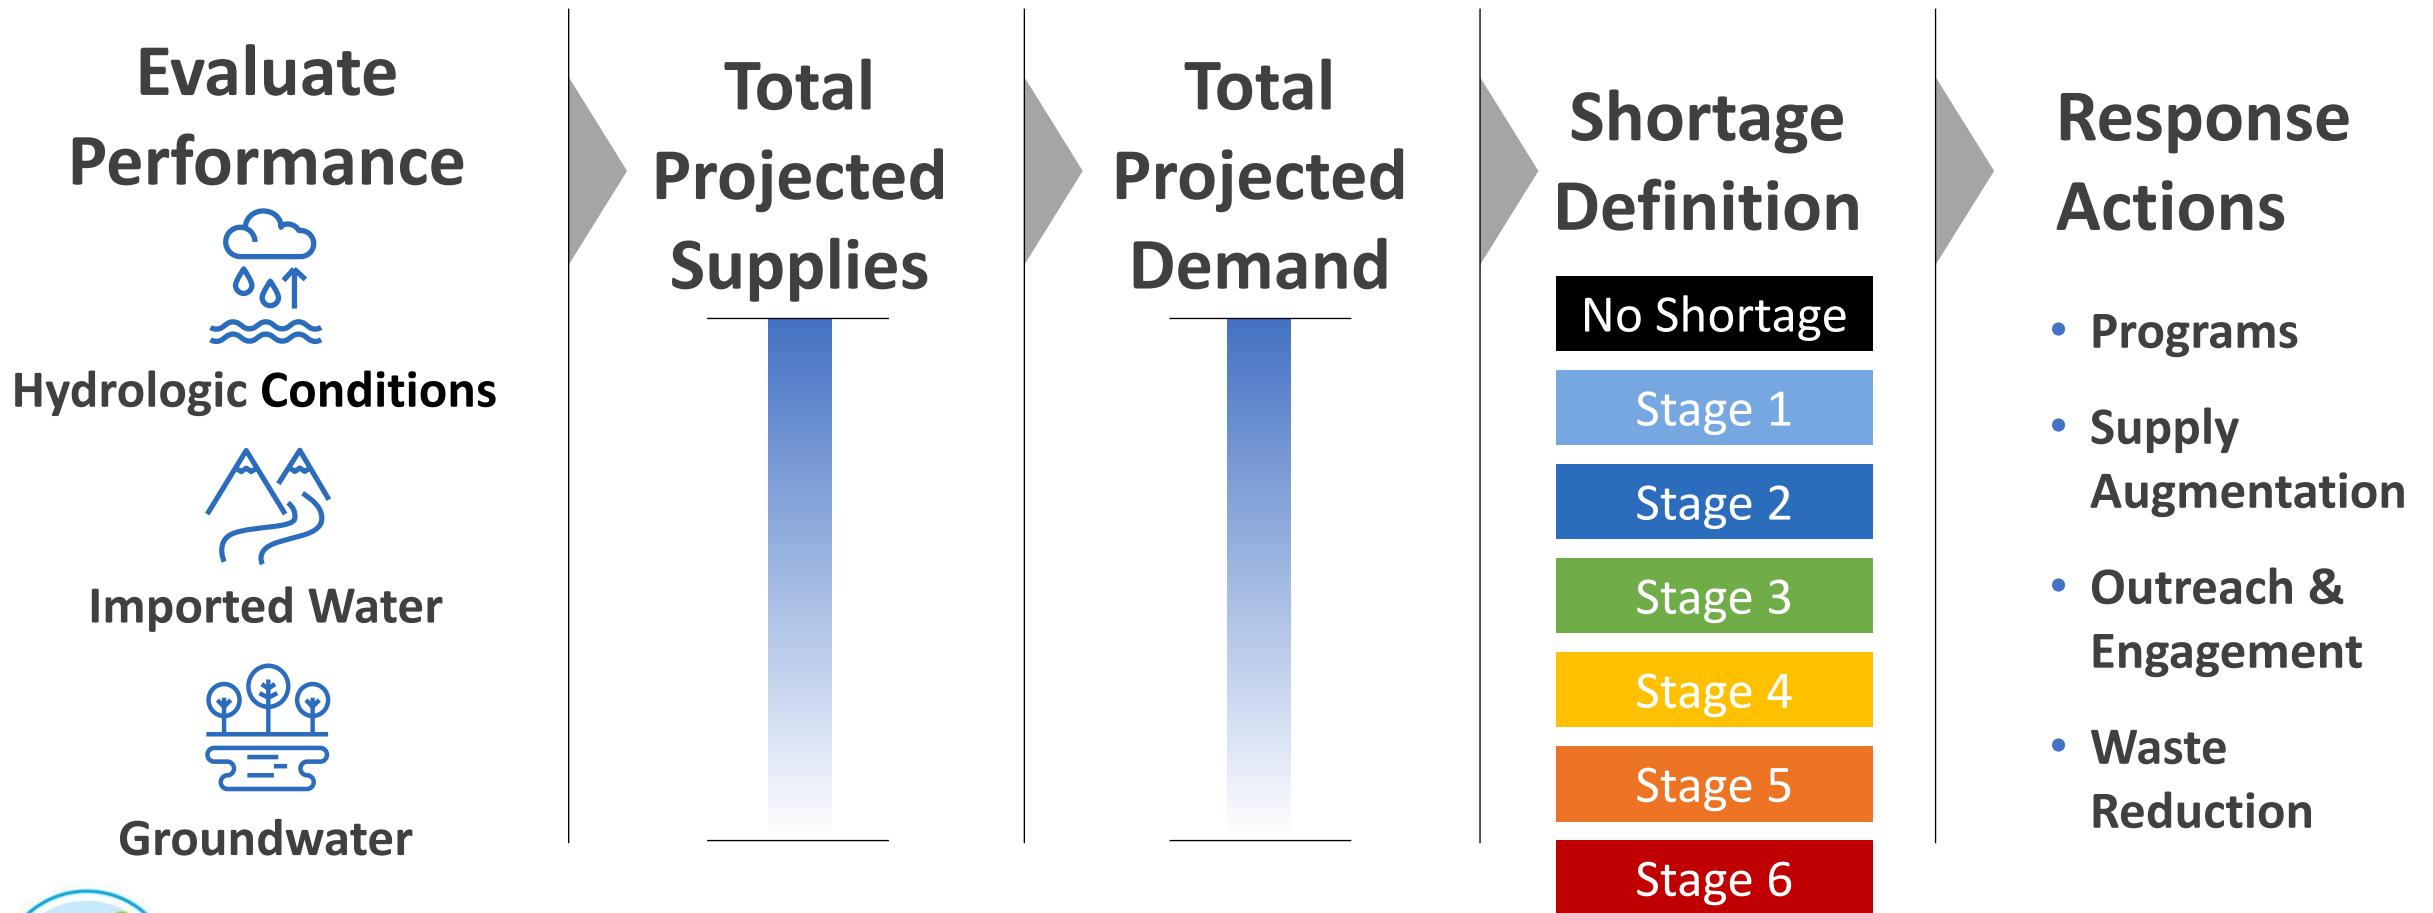 Evaluate
Performance
Hydrologic Conditions
Imported Water
Groundwater
Total
Projected
Supplies
Total
Projected
Demand
Shortage
Definition
No Shortage
Stage 1
Stage 2
Stage 3
Stage 4
Stage 5
Stage 6
Response
Actions
• Programs
• Supply
Augmentation
• Outreach &
Engagement
• Waste
Reduction